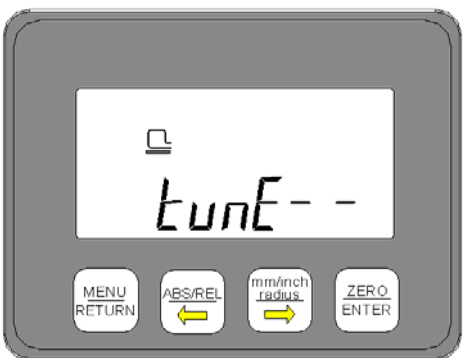 tunE--
MENU
RETURN
ABS/REL
mm/inch
radius
ZERO
ENTER